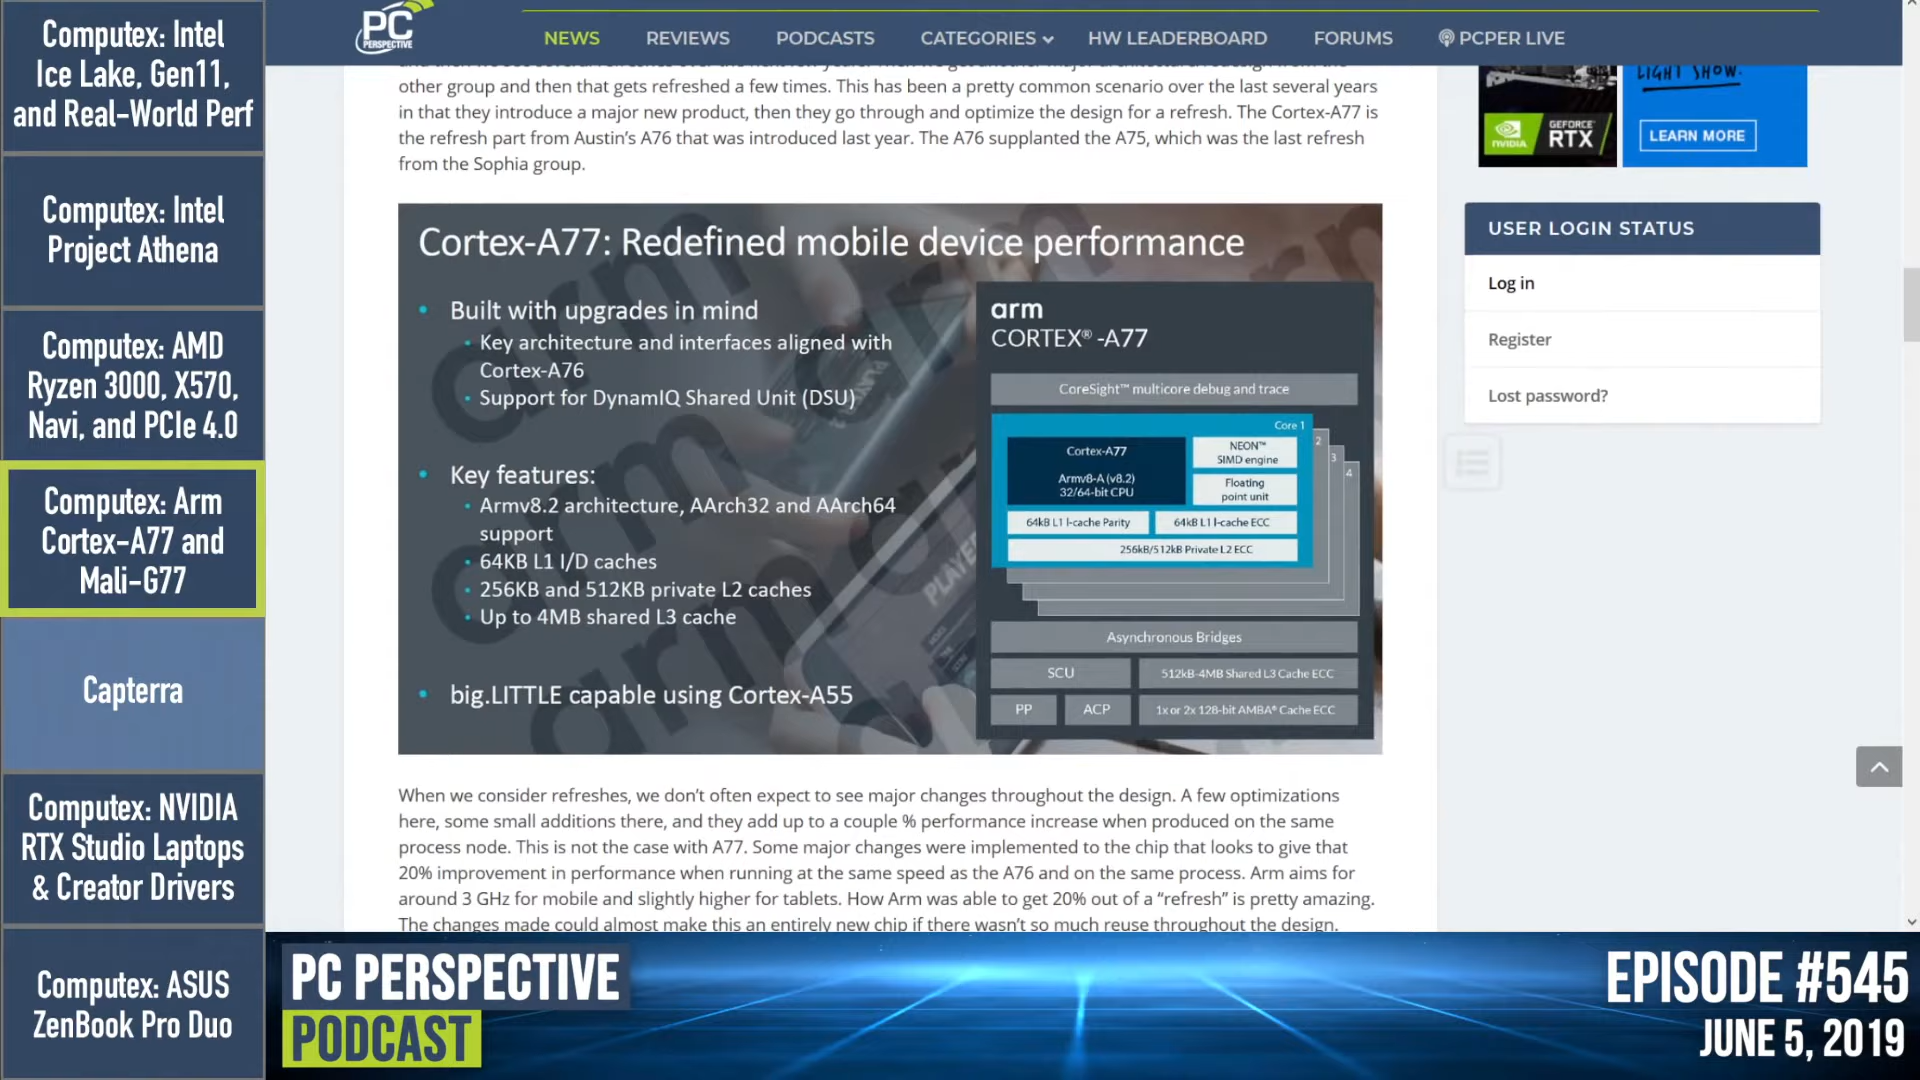 Computex: Intel
Ice Lake, Gen11,
and Real-World Perf
Computex: Intel
Project Athena
Computex: AMD
Ryzen 3000, X570,
Navi, and PCIe 4.0
Computex: Arm
Cortex-A77 and
Mali-G77
Capterra
Computex: NVIDIA
RTX Studio Laptops
& Creator Drivers
Computex: ASUS
ZenBook Pro Duo
PC
PERSPECTIVE
NEWS REVIEWS PODCASTS CATEGORIES HW LEADERBOARD FORUMS PCPER LIVE
other group and then that gets refreshed a few times. This has been a pretty common scenario over the last several years
in that they introduce a major new product, then they go through and optimize the design for a refresh. The Cortex-A77 is
the refresh part from Austin's A76 that was introduced last year. The A76 supplanted the A75, which was the last refresh
from the Sophia group.
Cortex-A77: Redefined mobile device performance
• Built with upgrades in mind
• Key architecture and interfaces aligned with
Cortex-A76
• Support for DynamIQ Shared Unit (DSU)
• Key features:
• Armv8.2 architecture, AArch32 and AArch64
support
• 64KB L1 I/D caches
• 256KB and 512KB private L2 caches
• Up to 4MB shared L3 cache
• big.LITTLE capable using Cortex-A55
arm
CORTEX® -A77
CoreSight™ multicore debug and trace
Core 1
2
3
4
Cortex-A77
Armv8-A (v8.2)
32/64-bit CPU
NEON™
SIMD engine
Floating
point unit
64kB L1 I-cache Parity
64kB L1 I-cache ECC
256kB/512kB Private L2 ECC
Asynchronous Bridges
SCU
512kB-4MB Shared L3 Cache ECC
PP
ACP
1x or 2x 128-bit AMBA® Cache ECC
When we consider refreshes, we don't often expect to see major changes throughout the design. A few optimizations
here, some small additions there, and they add up to a couple % performance increase when produced on the same
process node. This is not the case with A77. Some major changes were implemented to the chip that looks to give that
20% improvement in performance when running at the same speed as the A76 and on the same process. Arm aims for
around 3 GHz for mobile and slightly higher for tablets. How Arm was able to get 20% out of a “refresh” is pretty amazing.
The changes made could almost make this an entirely new chip if there wasn't so much reuse throughout the design.
LIGHT SHOW.
NVIDIA
GEFORCE
RTX
LEARN MORE
USER LOGIN STATUS
Log in
Register
Lost password?
PC PERSPECTIVE
PODCAST
EPISODE #545
JUNE 5, 2019